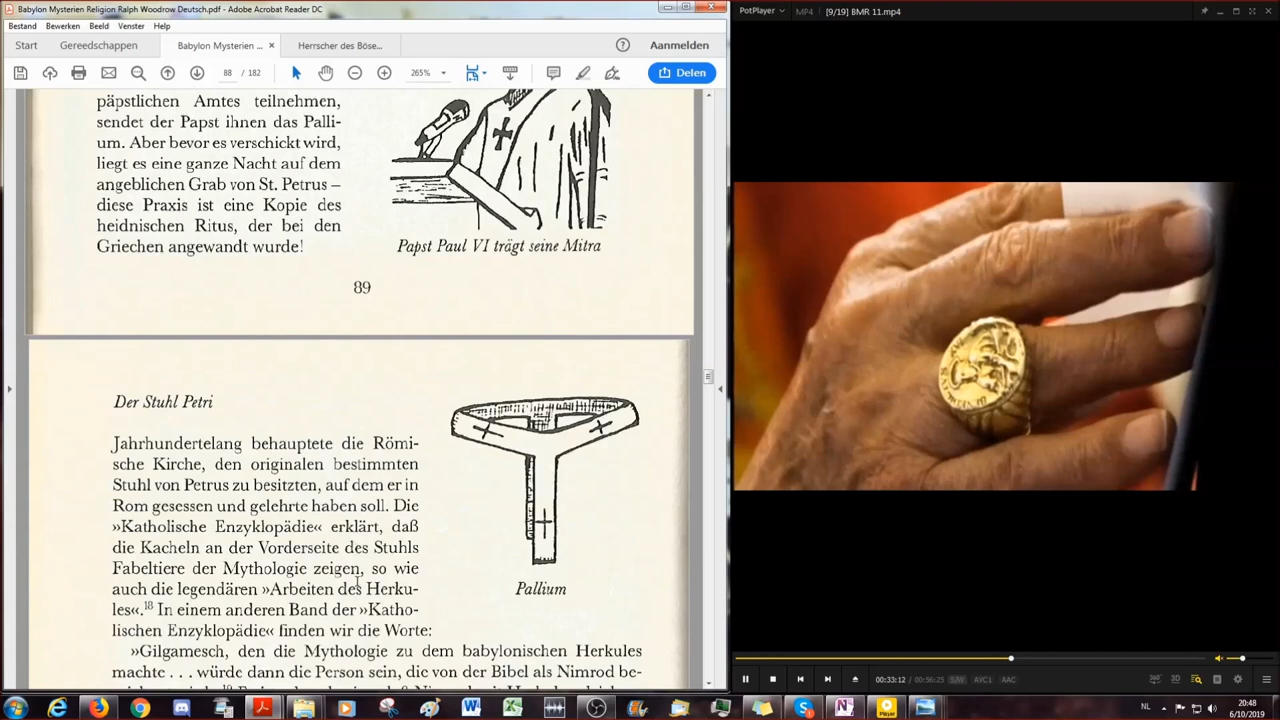 Babylon Mysterien Religion Ralph Woodrow Deutsch.pdf - Adobe Acrobat Reader DC
Bestand Bewerken Beeld Venster Help
Start Gereedschappen Babylon Mysterien ... × Herrscher des Böse... Aanmelden
88 / 182 265% Delen
päpstlichen Amtes teilnehmen,
sendet der Papst ihnen das Palli-
um. Aber bevor es verschickt wird,
liegt es eine ganze Nacht auf dem
angeblichen Grab von St. Petrus –
diese Praxis ist eine Kopie des
heidnischen Ritus, der bei den
Griechen angewandt wurde!
Papst Paul VI trägt seine Mitra
89
Der Stuhl Petri
Jahrhundertelang behauptete die Römi-
sche Kirche, den originalen bestimmten
Stuhl von Petrus zu besitzten, auf dem er in
Rom gesessen und gelehrte haben soll. Die
»Katholische Enzyklopädie« erklärt, daß
die Kacheln an der Vorderseite des Stuhls
Fabeltiere der Mythologie zeigen, so wie
auch die legendären »Arbeiten des Herku-
les«.18 In einem anderen Band der »Katho-
lischen Enzyklopädie« finden wir die Worte:
Pallium
»Gilgamesch, den die Mythologie zu dem babylonischen Herkules
machte . . . würde dann die Person sein, die von der Bibel als Nimrod be-
PotPlayer MP4 [9/19] BMR 11.mp4
00:33:12 / 00:56:25 S/W AVC1 AAC
NL 20:48
6/10/2019